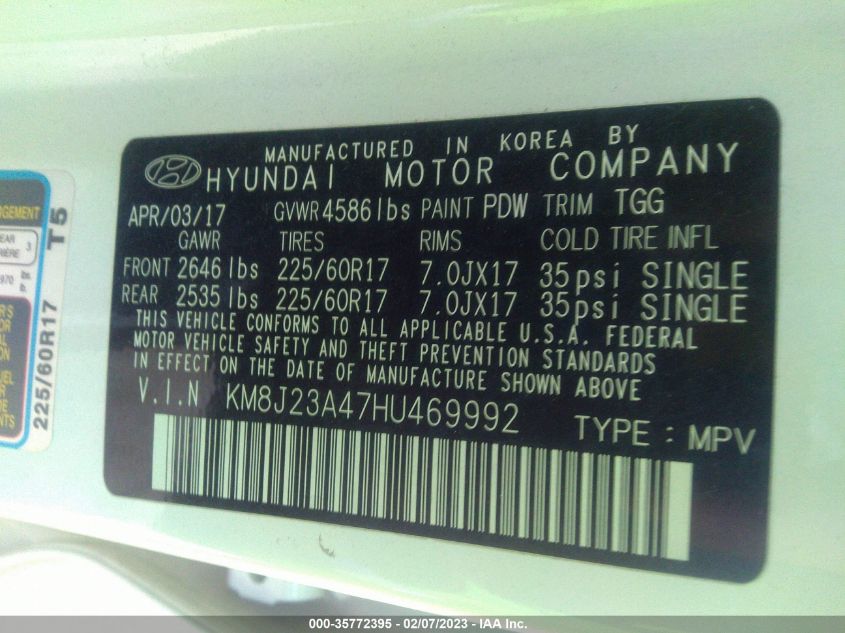 MANUFACTURED IN KOREA BY
HYUNDAI MOTOR COMPANY
APR/03/17 GVWR 4586 lbs PAINT PDW TRIM TGG
GAWR TIRES RIMS COLD TIRE INFL
FRONT 2646 lbs 225/60R17 7.0JX17 35psi SINGLE
REAR 2535 lbs 225/60R17 7.0JX17 35psi SINGLE
THIS VEHICLE CONFORMS TO ALL APPLICABLE U.S.A. FEDERAL
MOTOR VEHICLE SAFETY AND THEFT PREVENTION STANDARDS
IN EFFECT ON THE DATE OF MANUFACTURE SHOWN ABOVE
V.I.N KM8J23A47HU469992
TYPE : MPV
225/60R17 T5
3
000-35772395 - 02/07/2023 - IAA Inc.